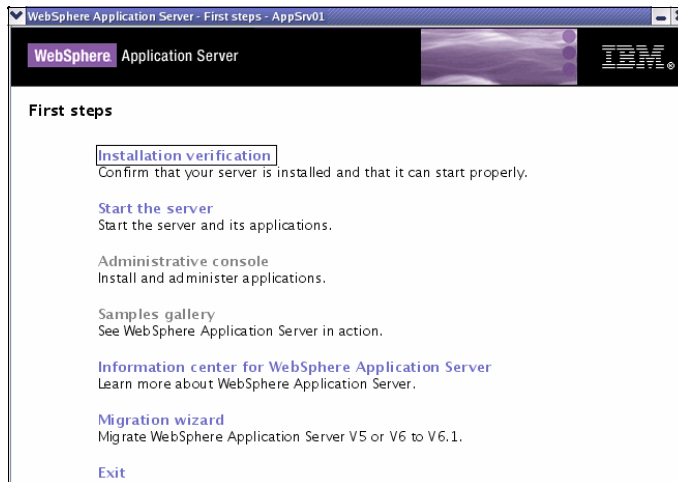 WebSphere Application Server - First steps - AppSrv01
WebSphere. Application Server
IBM®
First steps
Installation verification
Confirm that your server is installed and that it can start properly.
Start the server
Start the server and its applications.
Administrative console
Install and administer applications.
Samples gallery
See WebSphere Application Server in action.
Information center for WebSphere Application Server
Learn more about WebSphere Application Server.
Migration wizard
Migrate WebSphere Application Server V5 or V6 to V6.1.
Exit